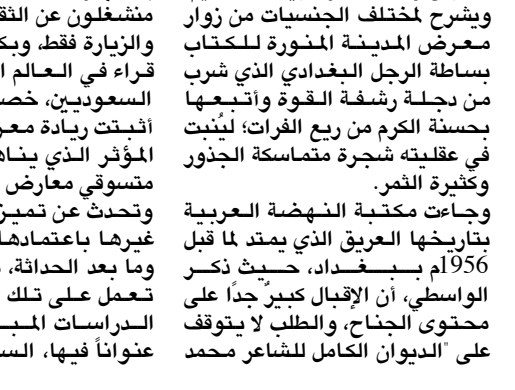 ويشرح لمختلف الجنسيات من زوار
معرض المدينة المنورة للكتاب
بساطة الرجل البغدادي الذي شرب
من دجلة رشفة القوة وأتبعها
بحسنة الكرم من ريع الفرات؛ ليُنبت
في عقليته شجرة متماسكة الجذور
وكثيرة الثمر.
وجاءت مكتبة النهضة العربية
بتاريخها العريق الذي يمتد لما قبل
1956م ببغداد، حيث ذكر
الواسطي، أن الإقبال كبيرٌ جدًا على
محتوى الجناح، والطلب لا يتوقف
على "الديوان الكامل للشاعر محمد
منشغلون عن الثق
والزيارة فقط، وبك
قراء في العالم ا
السعوديين، خصـ
أثبتت ريادة معر
المؤثر الذي يناه
متسوقي معارض
وتحدث عن تميز
غيرها باعتمادها
وما بعد الحداثة،
تعمل على تلك
الدراسات المبـ
عنواناً فيها، الس